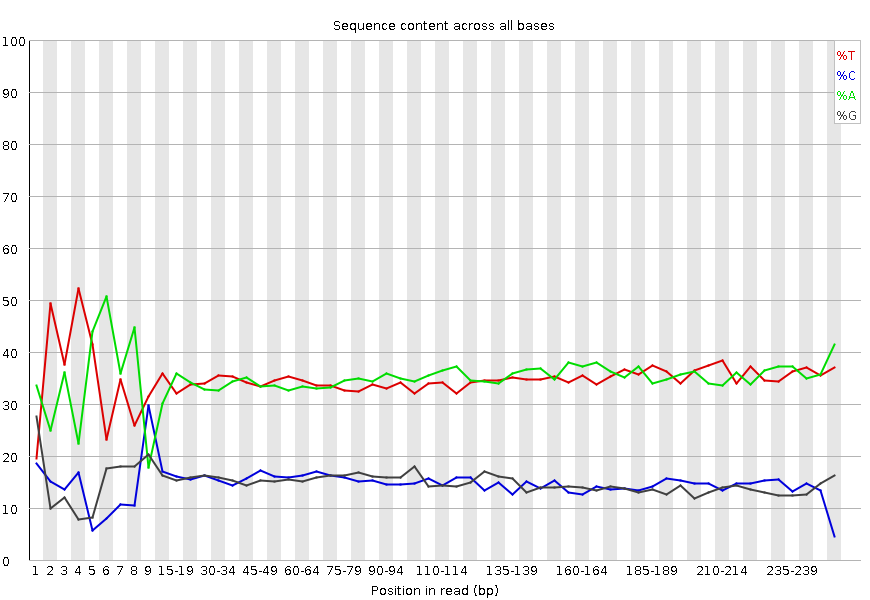 Sequence content across all bases
100
90
80
70
60
50
40
30
20
10
0
%T
%C
%A
%G
1 2 3 4 5 6 7 8 9 15-19 30-34 45-49 60-64 75-79 90-94 110-114 135-139 160-164 185-189 210-214 235-239
Position in read (bp)